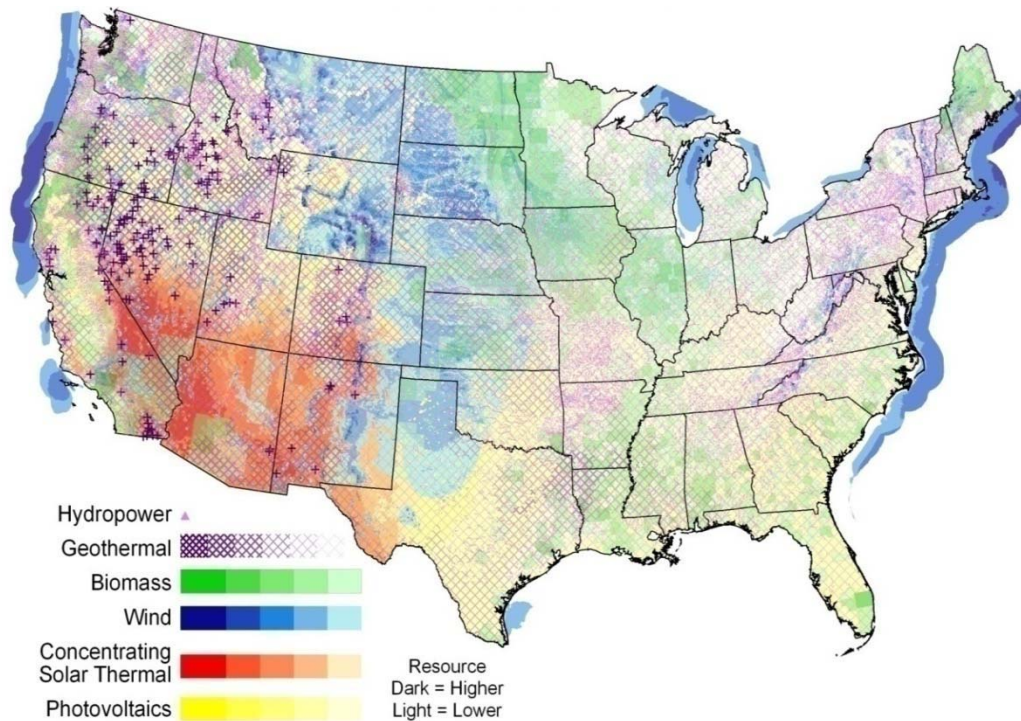 Hydropower
Geothermal
Biomass
Wind
Concentrating
Solar Thermal
Photovoltaics
Resource
Dark = Higher
Light = Lower